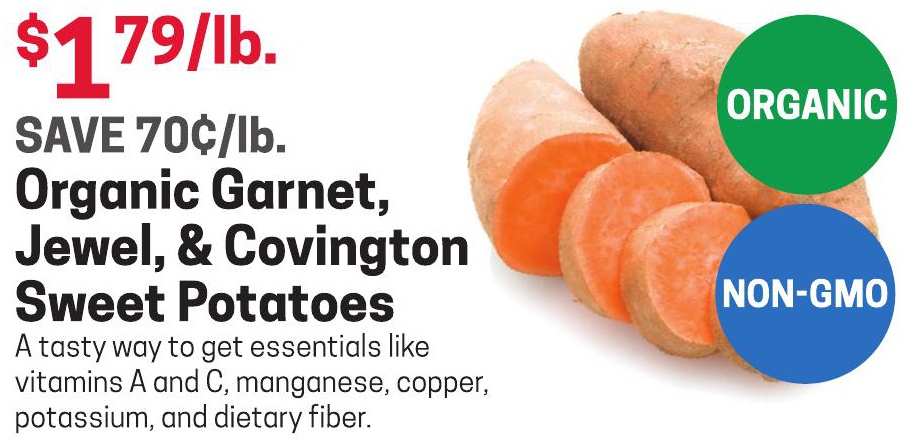 $1 79/lb.
SAVE 70¢/lb.
Organic Garnet,
Jewel, & Covington
Sweet Potatoes
A tasty way to get essentials like
vitamins A and C, manganese, copper,
potassium, and dietary fiber.
ORGANIC
NON-GMO